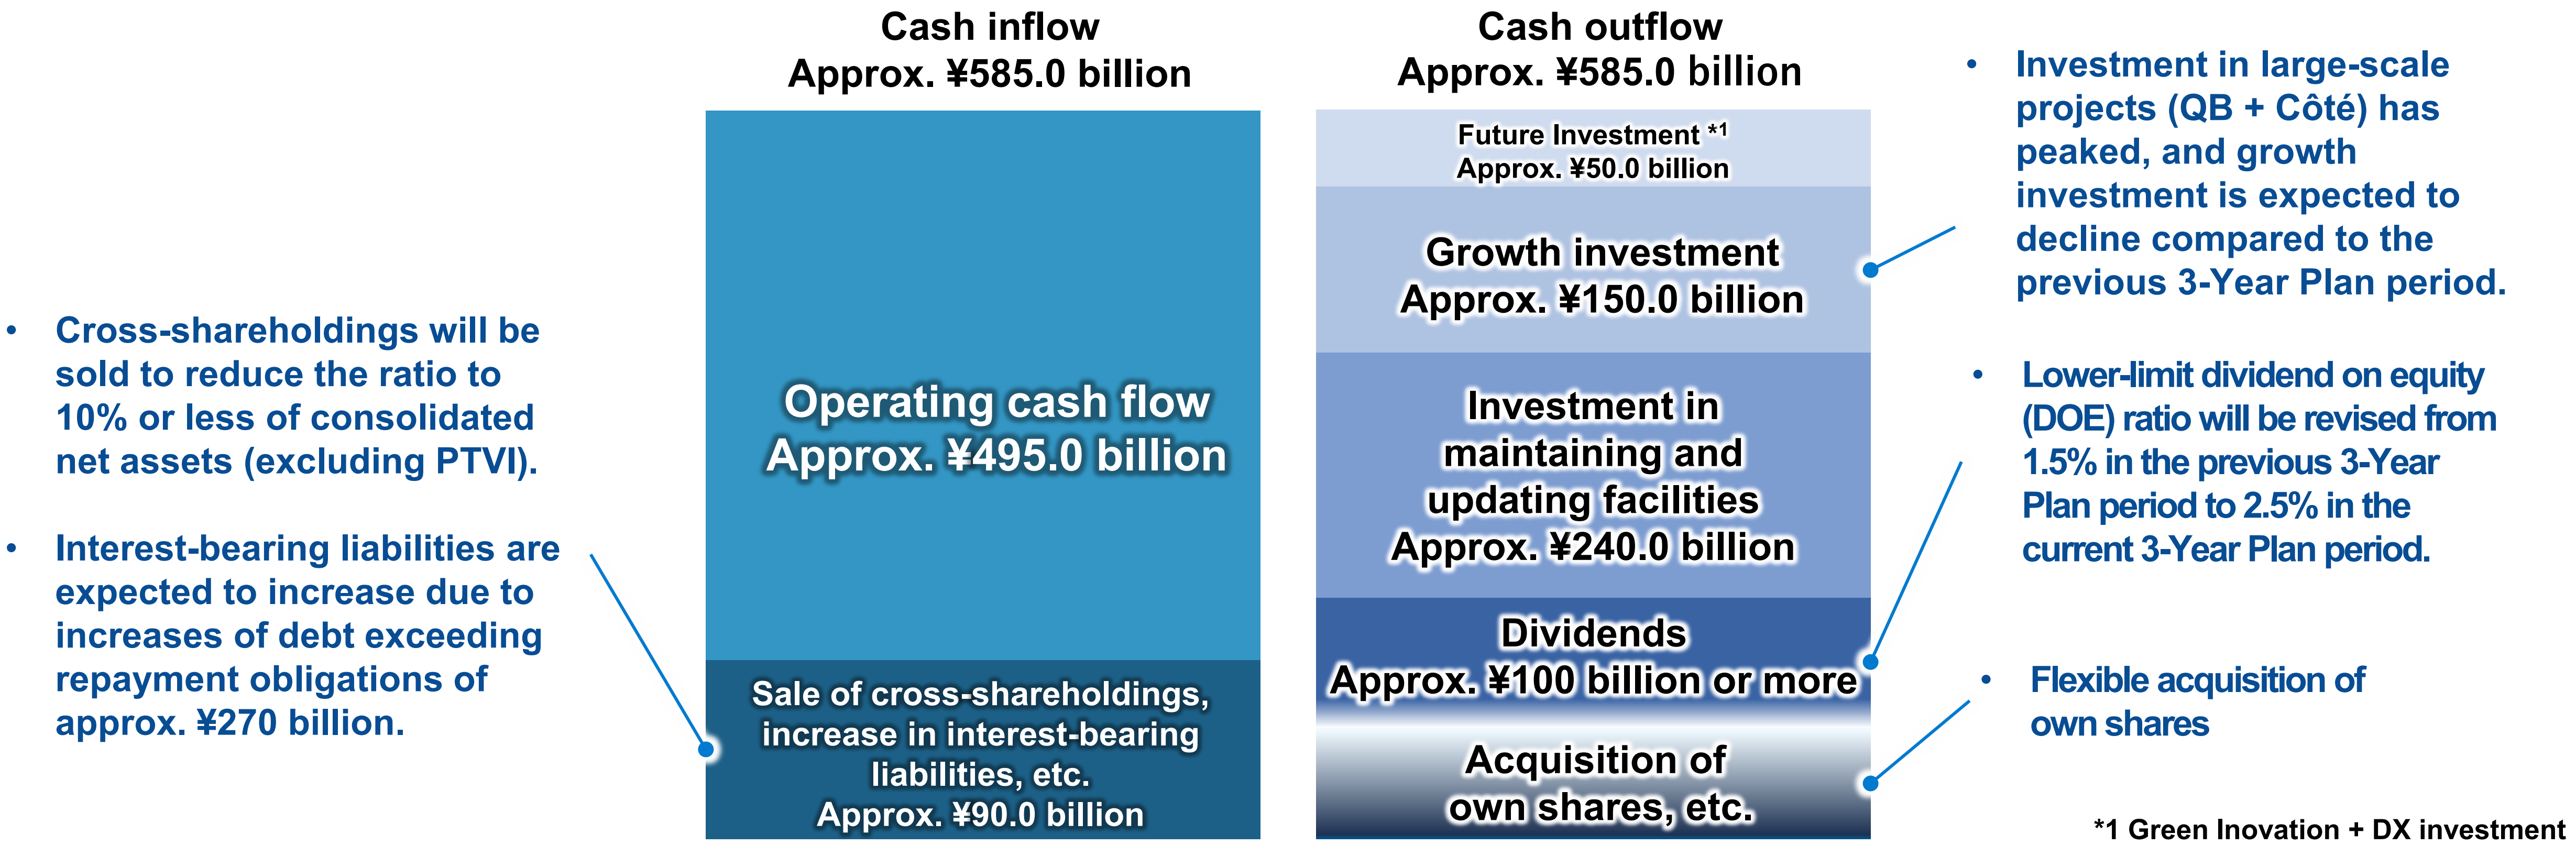 Cash inflow
Approx. ¥585.0 billion
Cash outflow
Approx. ¥585.0 billion
• Cross-shareholdings will be
sold to reduce the ratio to
10% or less of consolidated
net assets (excluding PTVI).
• Interest-bearing liabilities are
expected to increase due to
increases of debt exceeding
repayment obligations of
approx. ¥270 billion.
Operating cash flow
Approx. ¥495.0 billion
Sale of cross-shareholdings,
increase in interest-bearing
liabilities, etc.
Approx. ¥90.0 billion
Future Investment *1
Approx. ¥50.0 billion
Growth investment
Approx. ¥150.0 billion
Investment in
maintaining and
updating facilities
Approx. ¥240.0 billion
Dividends
Approx. ¥100 billion or more
Acquisition of
own shares, etc.
• Investment in large-scale
projects (QB + Côté) has
peaked, and growth
investment is expected to
decline compared to the
previous 3-Year Plan period.
• Lower-limit dividend on equity
(DOE) ratio will be revised from
1.5% in the previous 3-Year
Plan period to 2.5% in the
current 3-Year Plan period.
• Flexible acquisition of
own shares
*1 Green Inovation + DX investment